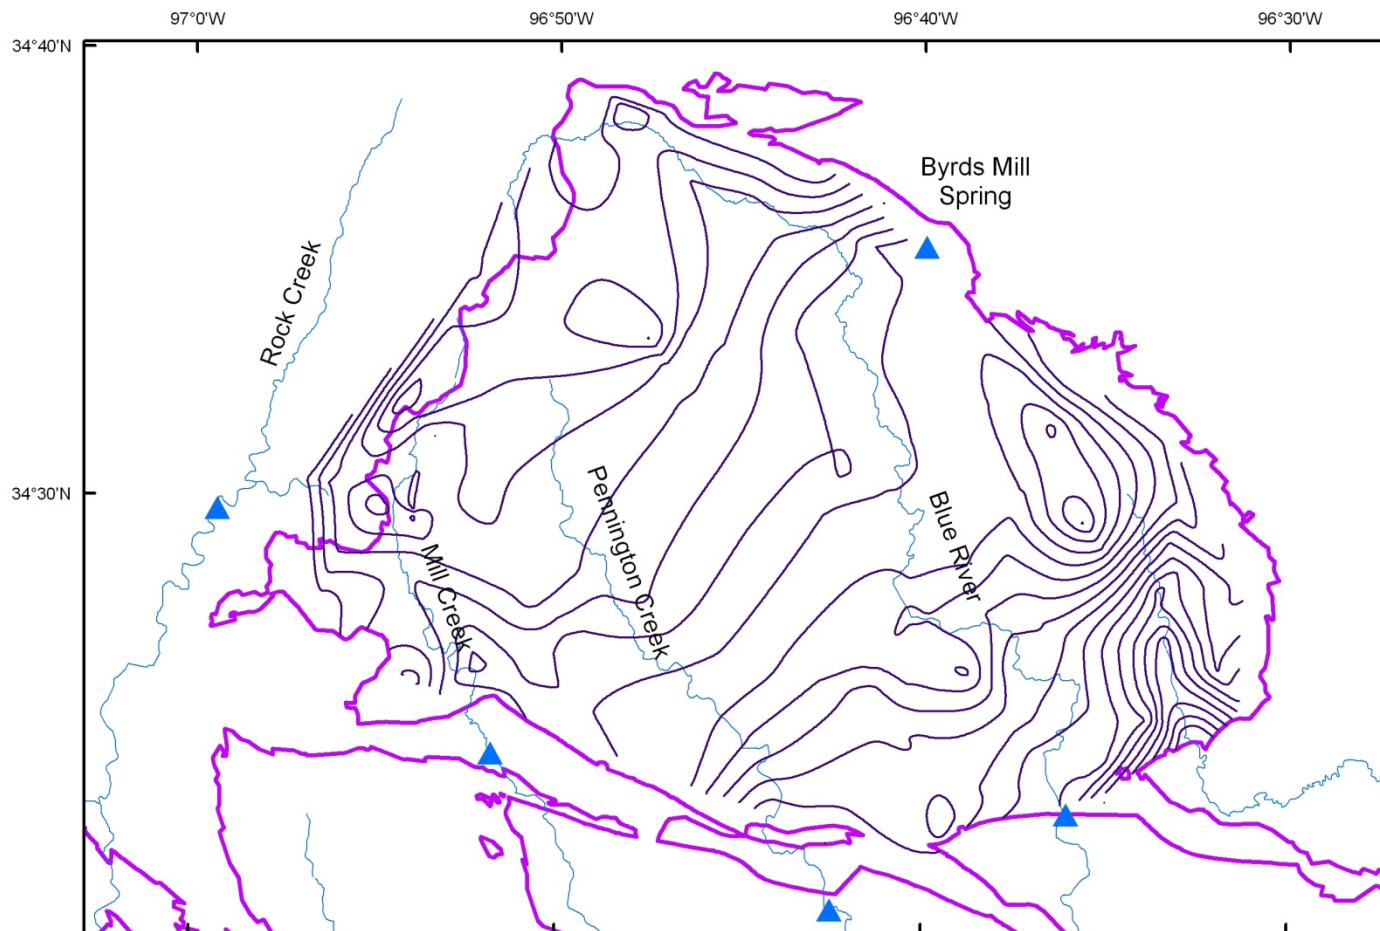 97°0'W
96°50'W
96°40'W
96°30'W
34°40'N
Byrds Mill
Spring
Rock Creek
34°30'N
Pennington Creek
Blue River
Mill Creek